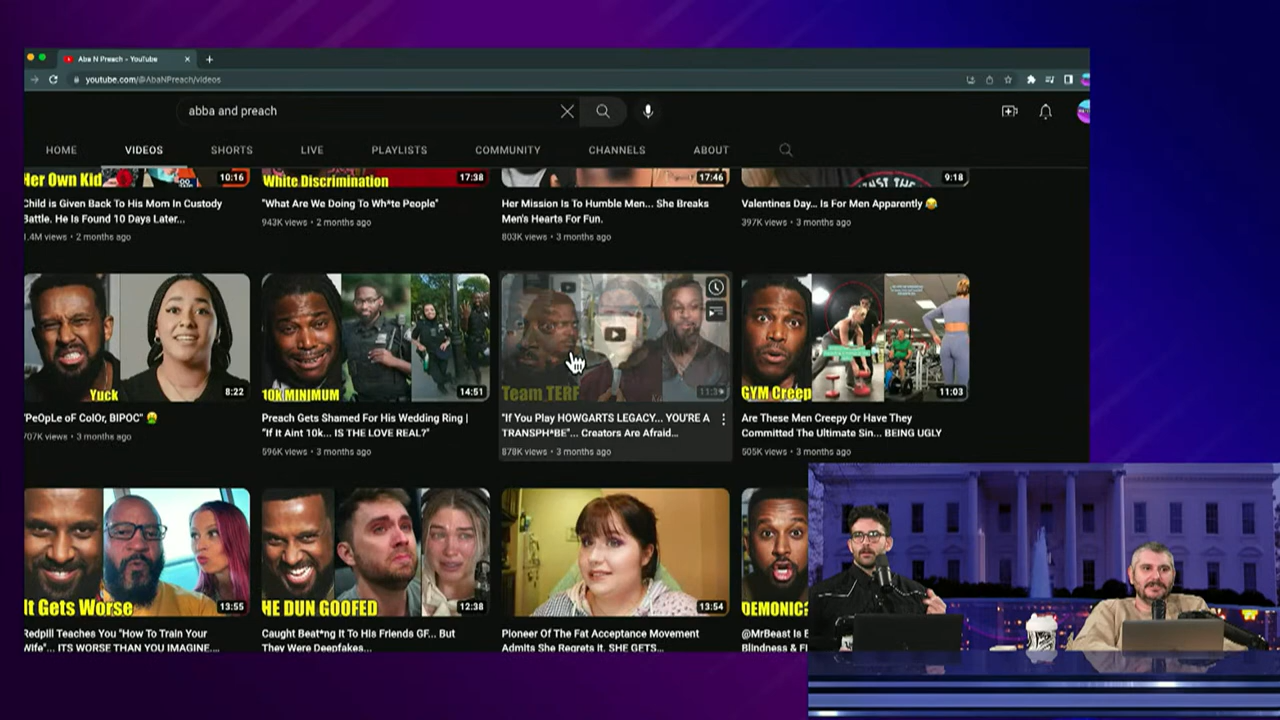 Aba N Preach - YouTube
youtube.com/@AbaNPreach/videos
abba and preach
HOME VIDEOS SHORTS LIVE PLAYLISTS COMMUNITY CHANNELS ABOUT
Her Own Kid 10:16 White Discrimination 17:38 17:46 9:18
Child is Given Back To His Mom In Custody
Battle. He Is Found 10 Days Later...
1.4M views • 2 months ago
"What Are We Doing To Wh*te People"
943K views • 2 months ago
Her Mission Is To Humble Men... She Breaks
Men's Hearts For Fun.
803K views • 3 months ago
Valentines Day... Is For Men Apparently 😂
397K views • 3 months ago
Yuck 8:22
10K MINIMUM 14:51
Team TERF
GYM Creep 11:03
"PeOpLe of ColOr, BIPOC" 🤮
707K views • 3 months ago
Preach Gets Shamed For His Wedding Ring |
"If It Aint 10k... IS THE LOVE REAL?"
596K views • 3 months ago
"If You Play HOWGARTS LEGACY... YOU'RE A
TRANSPH*BE"... Creators Are Afraid...
878K views • 3 months ago
Are These Men Creepy Or Have They
Committed The Ultimate Sin... BEING UGLY
505K views • 3 months ago
It Gets Worse 13:55
HE DUN GOOFED 12:38
13:54
DEMONIC?
Redpill Teaches You "How To Train Your
Wife"... ITS WORSE THAN YOU IMAGINE...
Caught Beat*ng It To His Friends GF... But
They Were Deepfakes...
Pioneer Of The Fat Acceptance Movement
Admits She Regrets It. SHE GETS...
@MrBeast Is
Blindness &